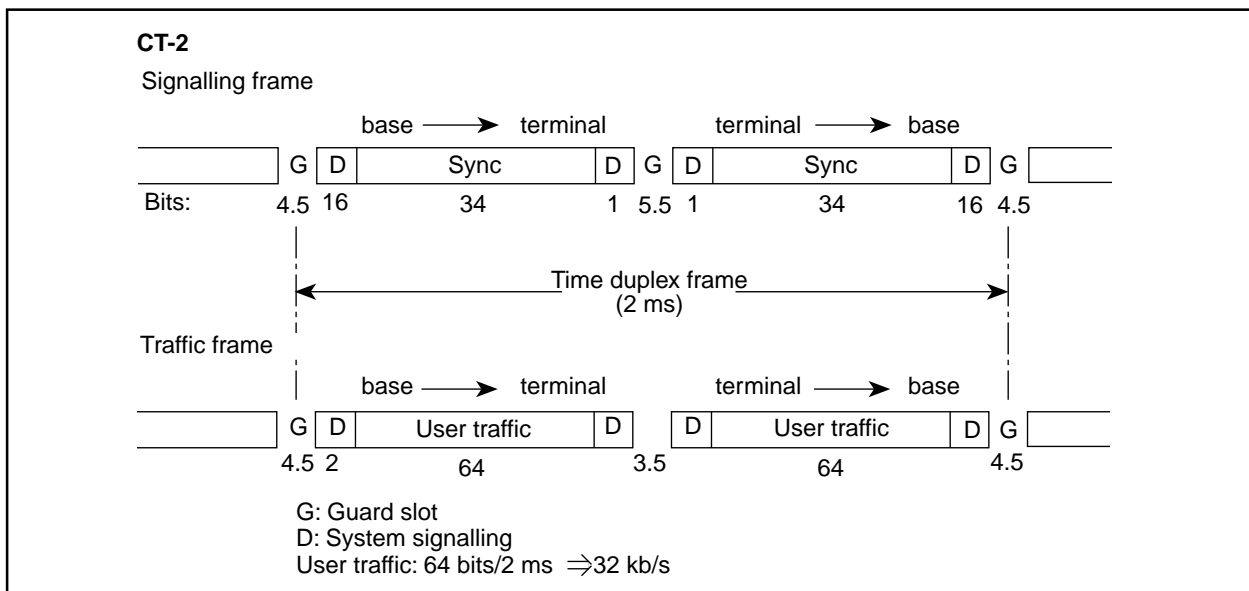 CT-2
Signalling frame
base terminal terminal base
G D Sync D G D Sync D G
Bits: 4.5 16 34 1 5.5 1 34 16 4.5
Time duplex frame
(2 ms)
Traffic frame
base terminal terminal base
G D User traffic D D User traffic D G
4.5 2 64 3.5 64 4.5
G: Guard slot
D: System signalling
User traffic: 64 bits/2 ms ⇒32 kb/s